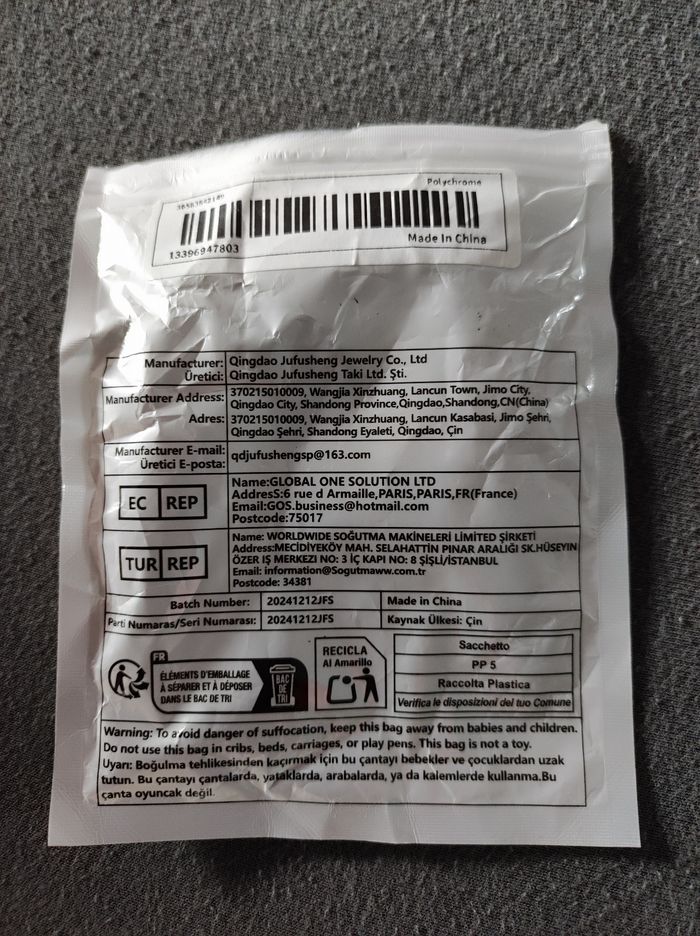 Polychrome
Made In China
13396947803
Manufacturer: Qingdao Jufusheng Jewelry Co., Ltd
Üretici: Qingdao Jufusheng Taki Ltd. Şti.
Manufacturer Address: 370215010009, Wangjia Xinzhuang, Lancun Town, Jimo City,
Qingdao City, Shandong Province,Qingdao,Shandong,CN(China)
Adres: 370215010009, Wangjia Xinzhuang, Lancun Kasabasi, Jimo Şehri,
Qingdao Şehri, Shandong Eyaleti, Qingdao, Çin
Manufacturer E-mail: qdjufushengsp@163.com
Üretici E-posta:
EC REP
Name:GLOBAL ONE SOLUTION LTD
AddresS:6 rue d Armaille,PARIS,PARIS,FR(France)
Email:GOS.business@hotmail.com
Postcode:75017
TUR REP
Name: WORLDWIDE SOĞUTMA MAKİNELERİ LİMİTED ŞİRKETİ
Address:MECİDİYEKÖY MAH. SELAHATTİN PINAR ARALIĞI SK.HÜSEYIN
ÖZER İŞ MERKEZİ NO: 3 İÇ KAPI NO: 8 ŞİŞLİ/İSTANBUL
Email: information@Sogutmaww.com.tr
Postcode: 34381
Batch Number: 20241212JFS Made in China
Parti Numarası/Seri Numarası: 20241212JFS Kaynak Ülkesi: Çin
FR
ÉLÉMENTS D'EMBALLAGE
À SÉPARER ET À DÉPOSER
DANS LE BAC DE TRI
BAC
DE
TRI
RECICLA
Al Amarillo
Sacchetto
PP 5
Raccolta Plastica
Verifica le disposizioni del tuo Comune
Warning: To avoid danger of suffocation, keep this bag away from babies and children.
Do not use this bag in cribs, beds, carriages, or play pens. This bag is not a toy.
Uyarı: Boğulma tehlikesinden kaçırmak için bu çantayı bebekler ve çocuklardan uzak
tutun. Bu çantayı çantalarda, yataklarda, arabalarda, ya da kalemlerde kullanma.Bu
çanta oyuncak değil.